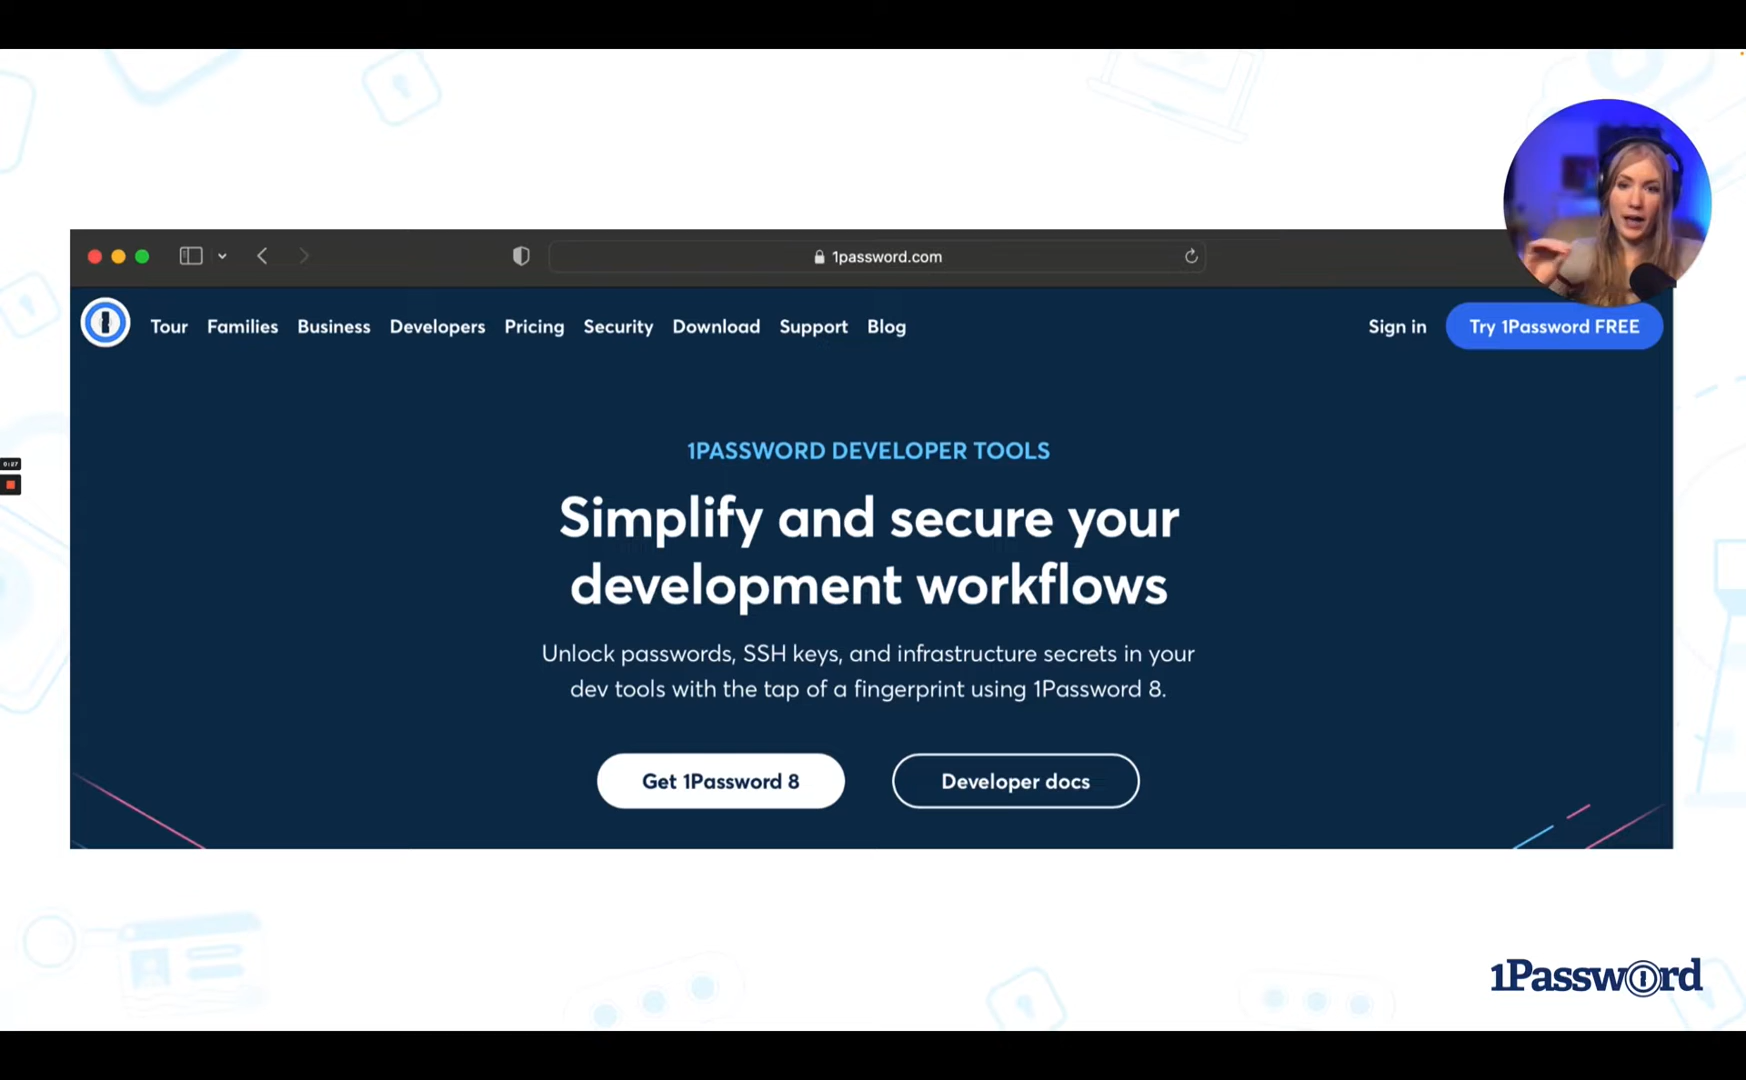 1password.com
Tour Families Business Developers Pricing Security Download Support Blog Sign in Try 1Password FREE
1PASSWORD DEVELOPER TOOLS
Simplify and secure your
development workflows
Unlock passwords, SSH keys, and infrastructure secrets in your
dev tools with the tap of a fingerprint using 1Password 8.
Get 1Password 8 Developer docs
0:27
1Password